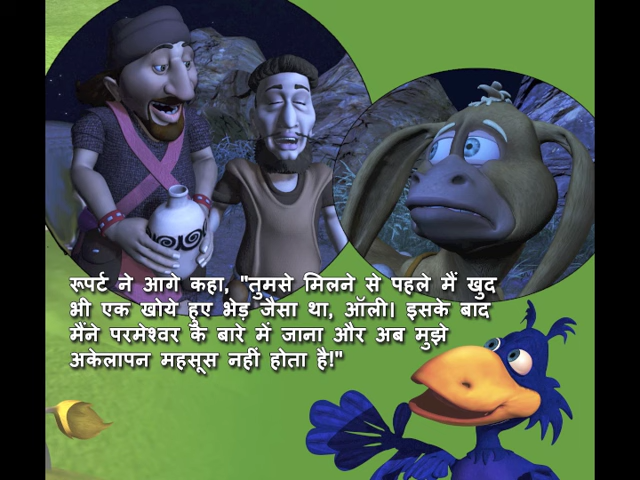 रूपर्ट ने आगे कहा, "तुमसे मिलने से पहले मैं खुद
भी एक खोये हुए भेड़ जैसा था, ऑली। इसके बाद
मैंने परमेश्वर के बारे में जाना और अब मुझे
अकेलापन महसूस नहीं होता है!"